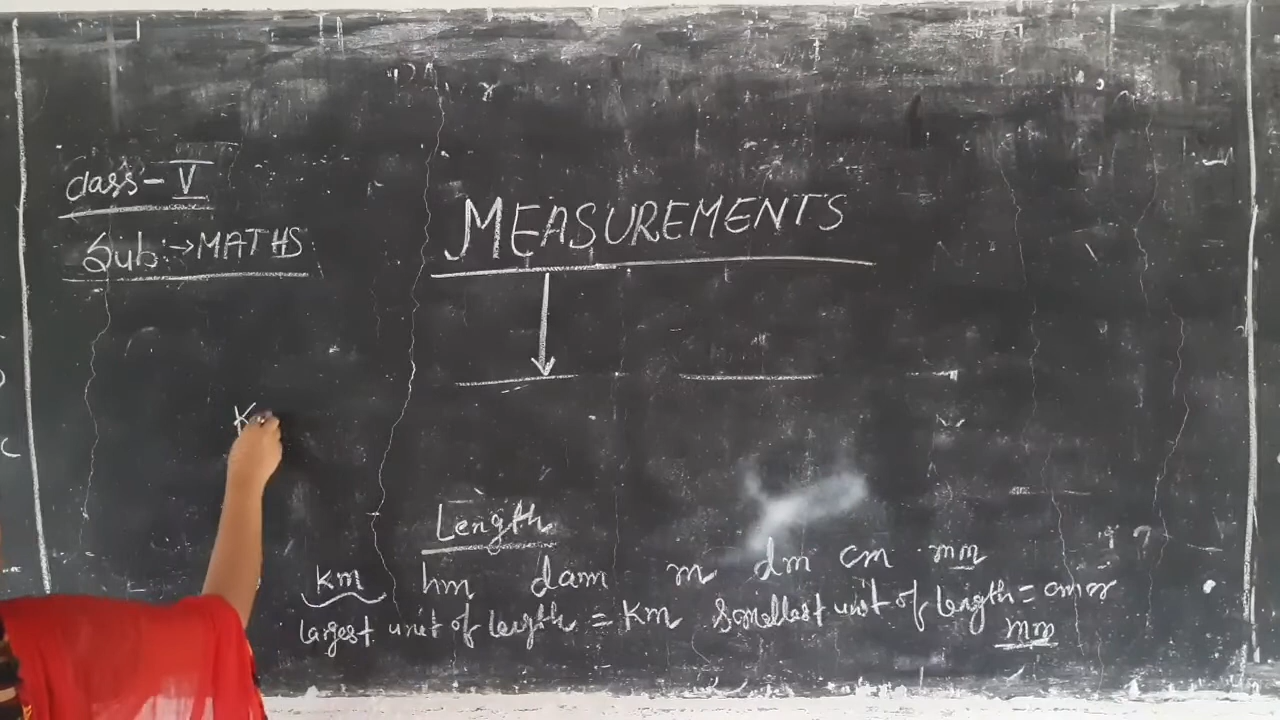 Class - V
Sub :→ MATHS
MEASUREMENTS
K
Length
km hm dam m dm cm mm
largest unit of length = Km smallest unit of length = cm or
mm